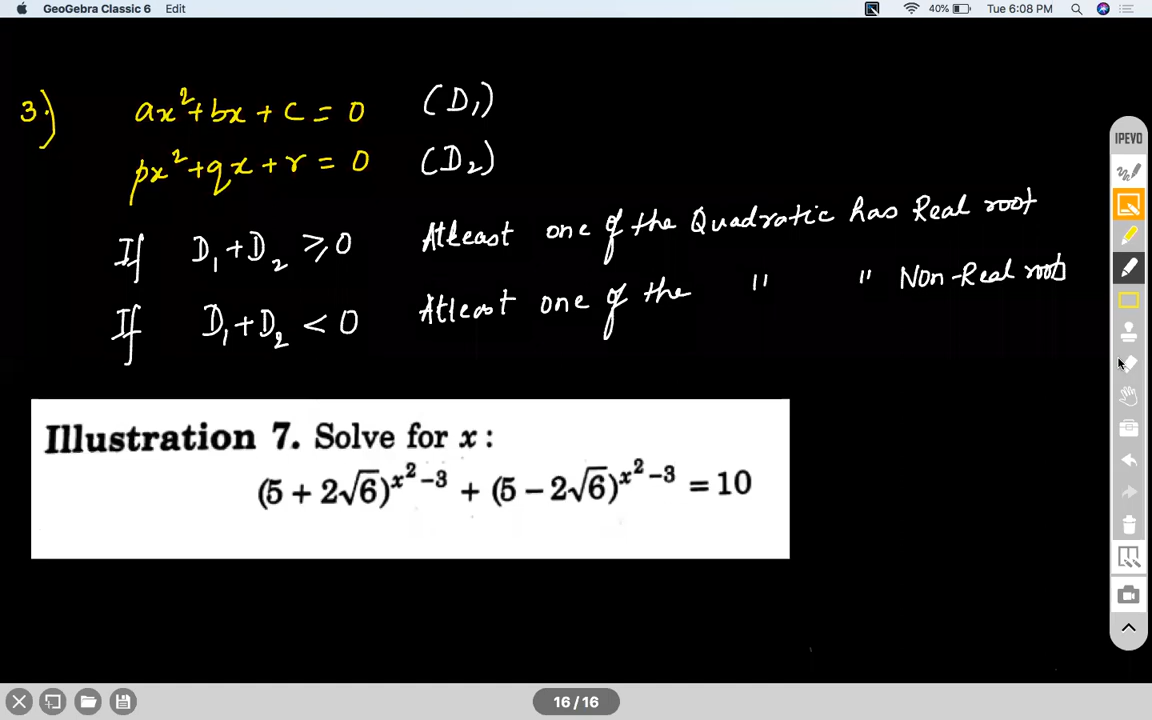 GeoGebra Classic 6 Edit 40% Tue 6:08 PM
3.) ax²+bx+c=0 (D₁)
px²+qx+r=0 (D₂)
If D₁+D₂ ≥0 Atleast one of the Quadratic has Real root
If D₁+D₂ <0 Atleast one of the " " Non-Real root
Illustration 7. Solve for x :
(5 + 2√6)^{x² −3} + (5 − 2√6)^{x² −3} = 10
IPEVO
16 / 16